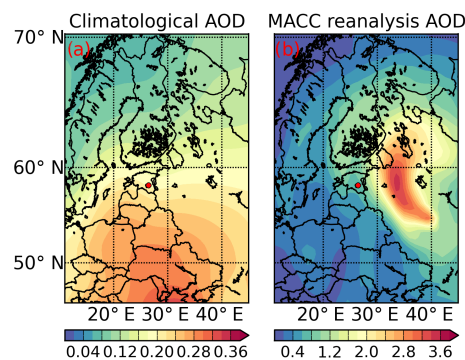 Climatological AOD
MACC reanalysis AOD
70° N
(a)
(b)
60° N
50° N
20° E 30° E 40° E
20° E 30° E 40° E
0.04 0.12 0.20 0.28 0.36
0.4 1.2 2.0 2.8 3.6